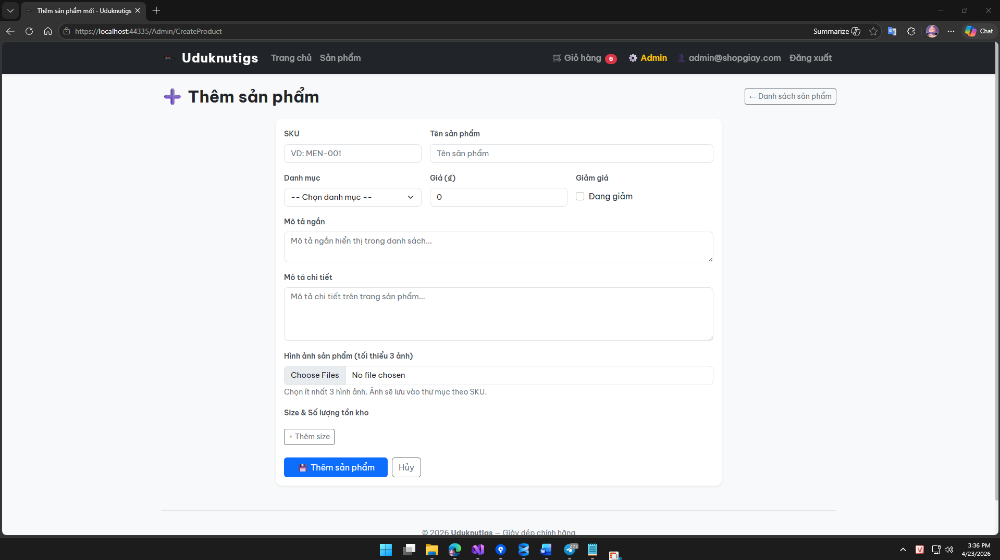 Thêm sản phẩm mới - Uduknutigs
https://localhost:44335/Admin/CreateProduct
Summarize
Chat
Uduknutigs Trang chủ Sản phẩm Giỏ hàng 5 Admin admin@shopgiay.com Đăng xuất
Thêm sản phẩm
← Danh sách sản phẩm
SKU Tên sản phẩm
VD: MEN-001 Tên sản phẩm
Danh mục Giá (₫) Giảm giá
-- Chọn danh mục -- 0 Đang giảm
Mô tả ngắn
Mô tả ngắn hiển thị trong danh sách...
Mô tả chi tiết
Mô tả chi tiết trên trang sản phẩm...
Hình ảnh sản phẩm (tối thiểu 3 ảnh)
Choose Files No file chosen
Chọn ít nhất 3 hình ảnh. Ảnh sẽ lưu vào thư mục theo SKU.
Size & Số lượng tồn kho
+ Thêm size
Thêm sản phẩm Hủy
© 2026 Uduknutigs — Giày dép chính hãng
475
V
3:36 PM
4/23/2026